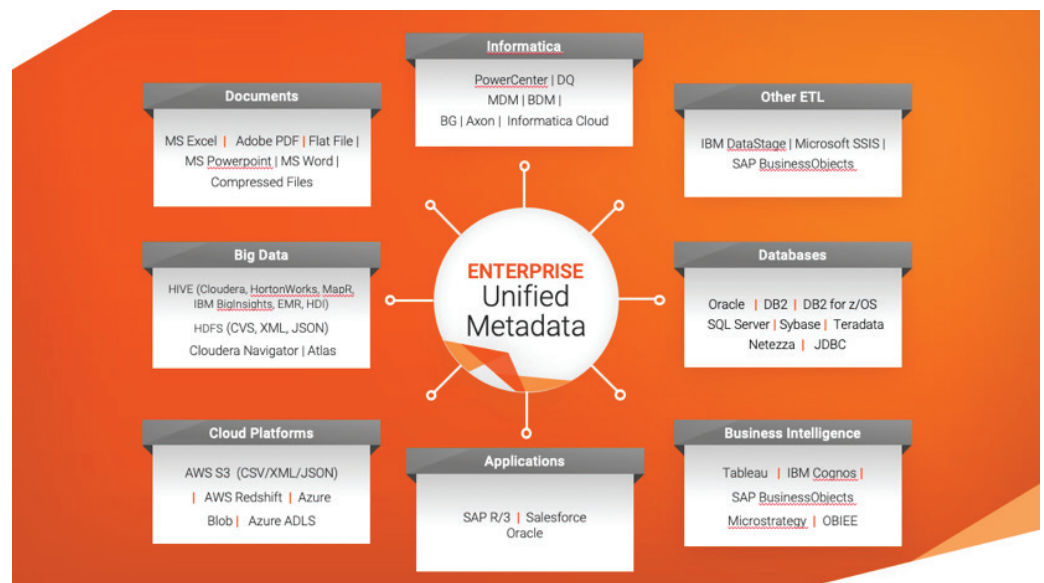 Informatica
PowerCenter | DQ
MDM | BDM |
BG | Axon | Informatica Cloud
Documents
MS Excel | Adobe PDF | Flat File |
MS Powerpoint | MS Word |
Compressed Files
Other ETL
IBM DataStage | Microsoft SSIS |
SAP BusinessObjects
Big Data
HIVE (Cloudera, HortonWorks, MapR,
IBM BigInsights, EMR, HDI)
HDFS (CVS, XML, JSON)
Cloudera Navigator | Atlas
ENTERPRISE
Unified
Metadata
Databases
Oracle | DB2 | DB2 for z/OS
SQL Server | Sybase | Teradata
Netezza | JDBC
Cloud Platforms
AWS S3 (CSV/XML/JSON)
| AWS Redshift | Azure
Blob | Azure ADLS
Applications
SAP R/3 | Salesforce
Oracle
Business Intelligence
Tableau | IBM Cognos |
SAP BusinessObjects
Microstrategy | OBIEE